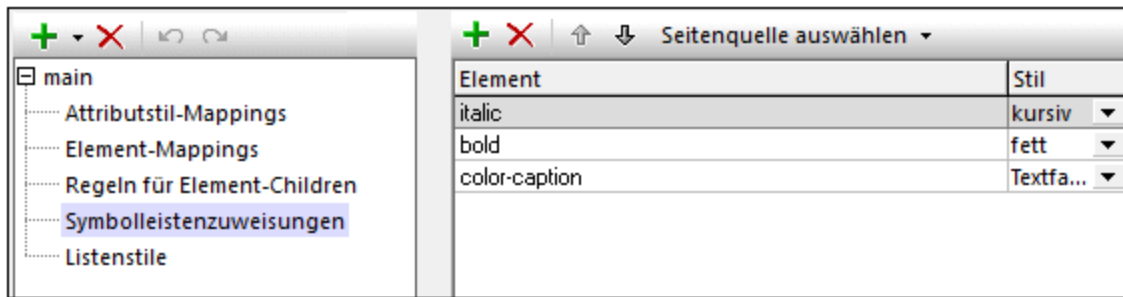 Seitenquelle auswählen
main
Attributstil-Mappings
Element-Mappings
Regeln für Element-Children
Symbolleistenzuweisungen
Listenstile
Element Stil
italic kursiv
bold fett
color-caption Textfa...